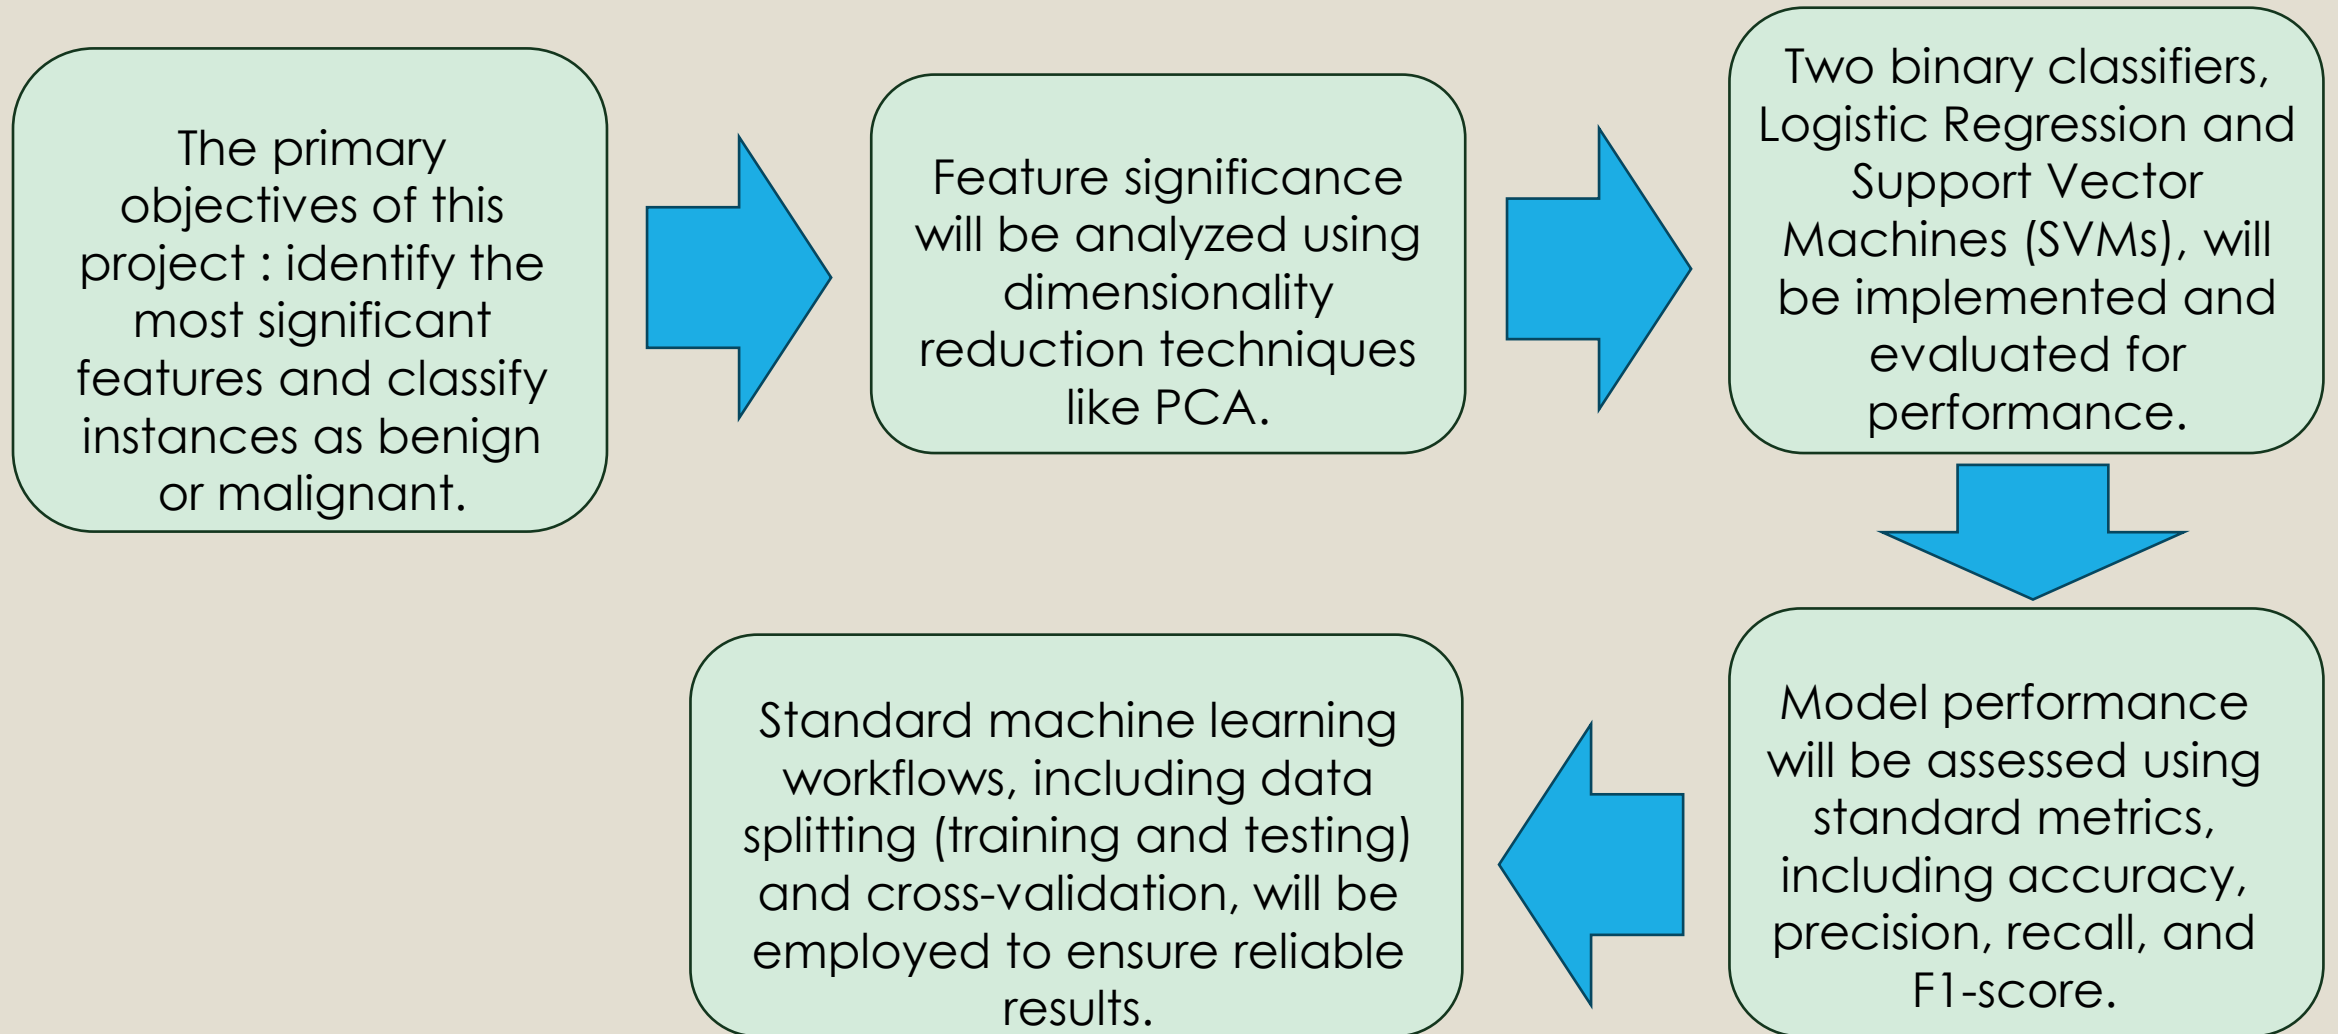 The primary
objectives of this
project : identify the
most significant
features and classify
instances as benign
or malignant.
Feature significance
will be analyzed using
dimensionality
reduction techniques
like PCA.
Two binary classifiers,
Logistic Regression and
Support Vector
Machines (SVMs), will
be implemented and
evaluated for
performance.
Model performance
will be assessed using
standard metrics,
including accuracy,
precision, recall, and
F1-score.
Standard machine learning
workflows, including data
splitting (training and testing)
and cross-validation, will be
employed to ensure reliable
results.